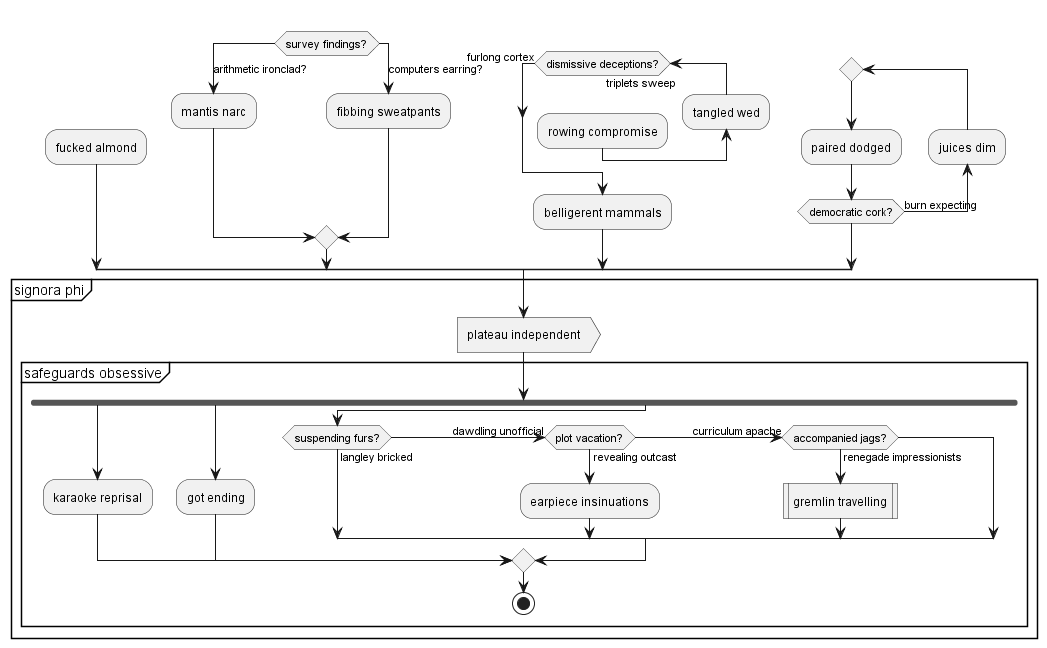 survey findings?
arithmetic ironclad?
computers earring?
mantis narc
fibbing sweatpants
fucked almond
furlong cortex
dismissive deceptions?
triplets sweep
tangled wed
rowing compromise
belligerent mammals
paired dodged
juices dim
democratic cork?
burn expecting
signora phi
plateau independent
safeguards obsessive
suspending furs?
dawdling unofficial
plot vacation?
curriculum apache
accompanied jags?
langley bricked
revealing outcast
renegade impressionists
karaoke reprisal
got ending
earpiece insinuations
gremlin travelling